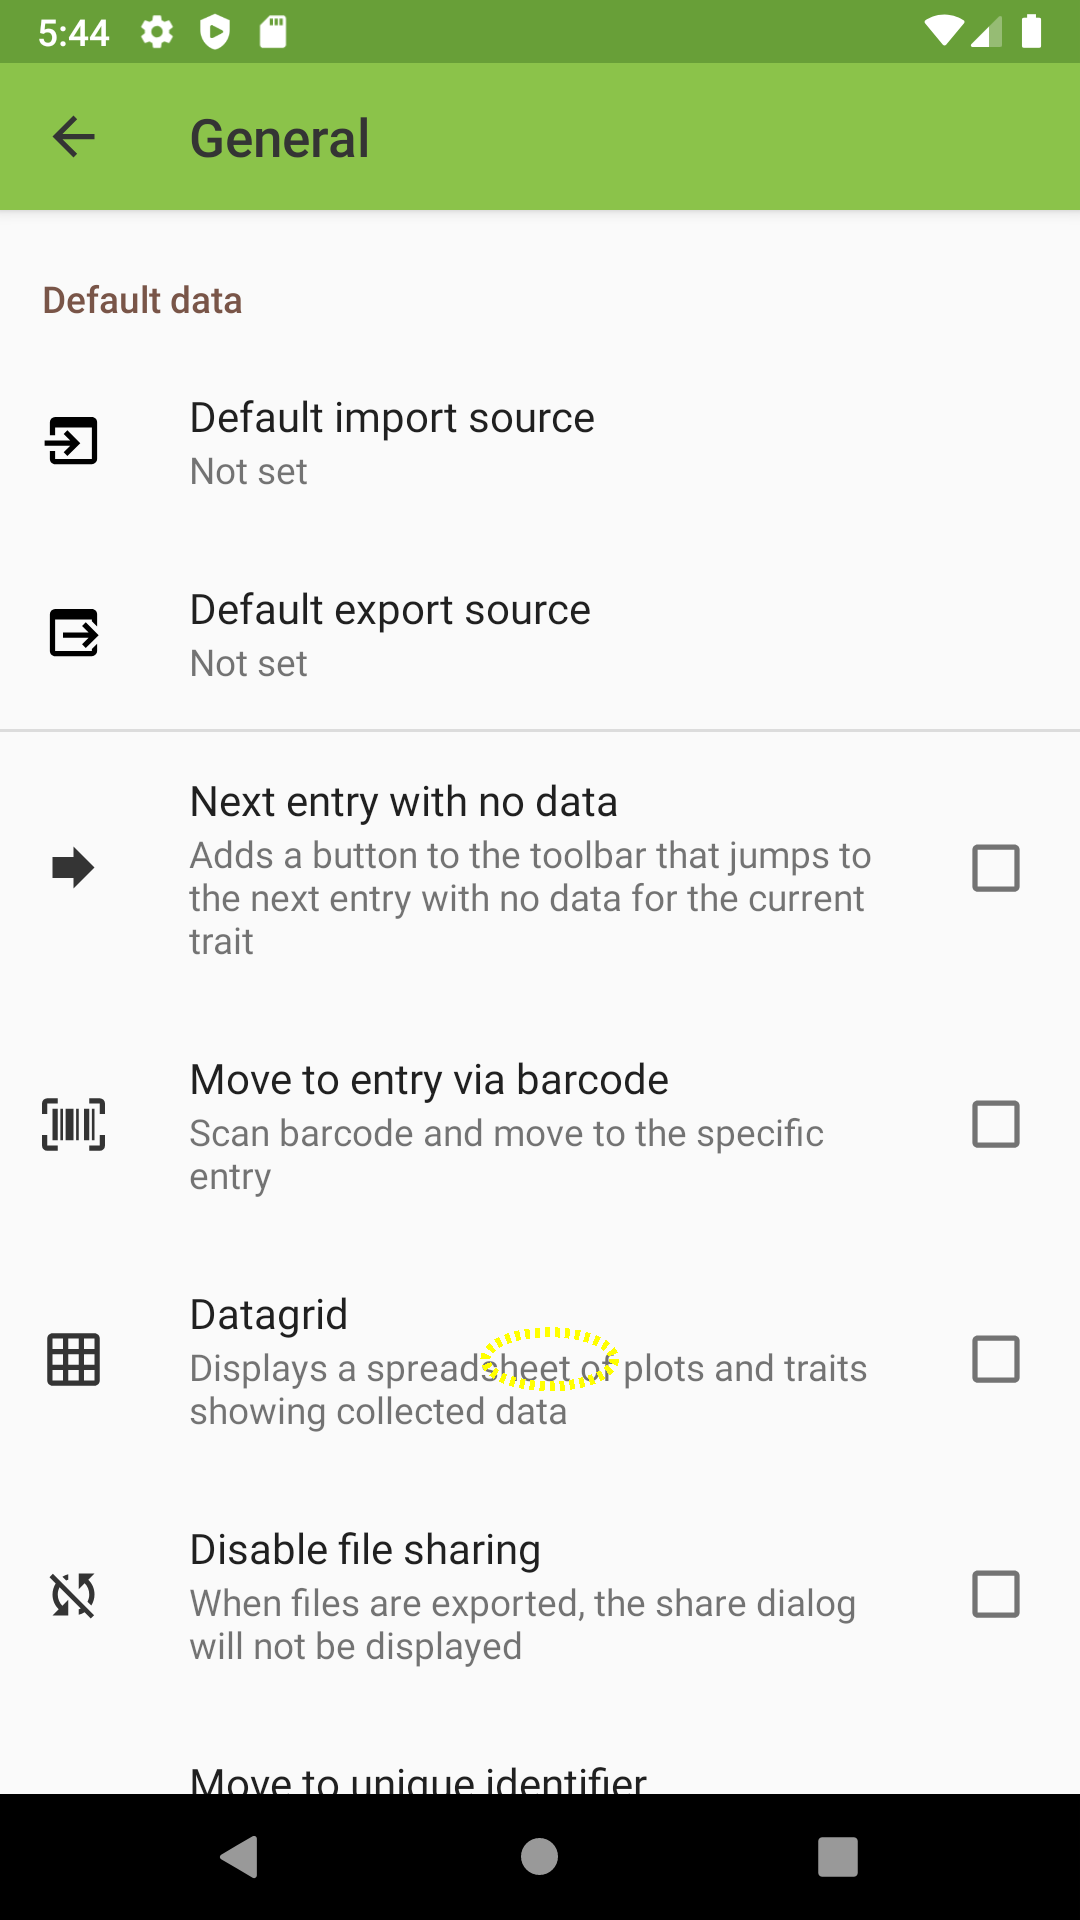 5:44
General
Default data
Default import source
Not set
Default export source
Not set
Next entry with no data
Adds a button to the toolbar that jumps to
the next entry with no data for the current
trait
Move to entry via barcode
Scan barcode and move to the specific
entry
Datagrid
Displays a spreadsheet of plots and traits
showing collected data
Disable file sharing
When files are exported, the share dialog
will not be displayed
Move to unique identifier